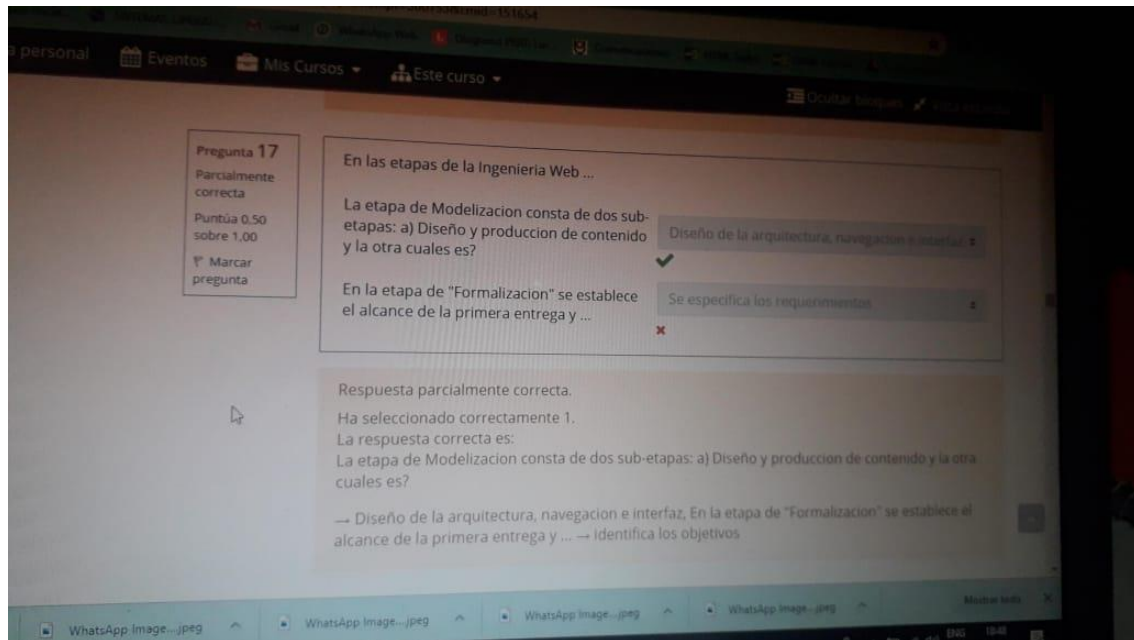 mid=151654
a personal
Eventos
Mis Cursos
Este curso
Ocultar bloques
Pregunta 17
Parcialmente
correcta
Puntúa 0,50
sobre 1,00
Marcar
pregunta
En las etapas de la Ingenieria Web ...
La etapa de Modelizacion consta de dos sub-
etapas: a) Diseño y produccion de contenido
y la otra cuales es?
Diseño de la arquitectura, navegacion e interfaz
En la etapa de "Formalizacion" se establece
el alcance de la primera entrega y ...
Se especifica los requerimientos
Respuesta parcialmente correcta.
Ha seleccionado correctamente 1.
La respuesta correcta es:
La etapa de Modelizacion consta de dos sub-etapas: a) Diseño y produccion de contenido y la otra
cuales es?
→ Diseño de la arquitectura, navegacion e interfaz, En la etapa de "Formalizacion" se establece el
alcance de la primera entrega y ... → identifica los objetivos
WhatsApp Image...jpeg
WhatsApp Image...jpeg
WhatsApp Image...jpeg
WhatsApp Image...jpeg
Mostrar todo
ENG
18:48